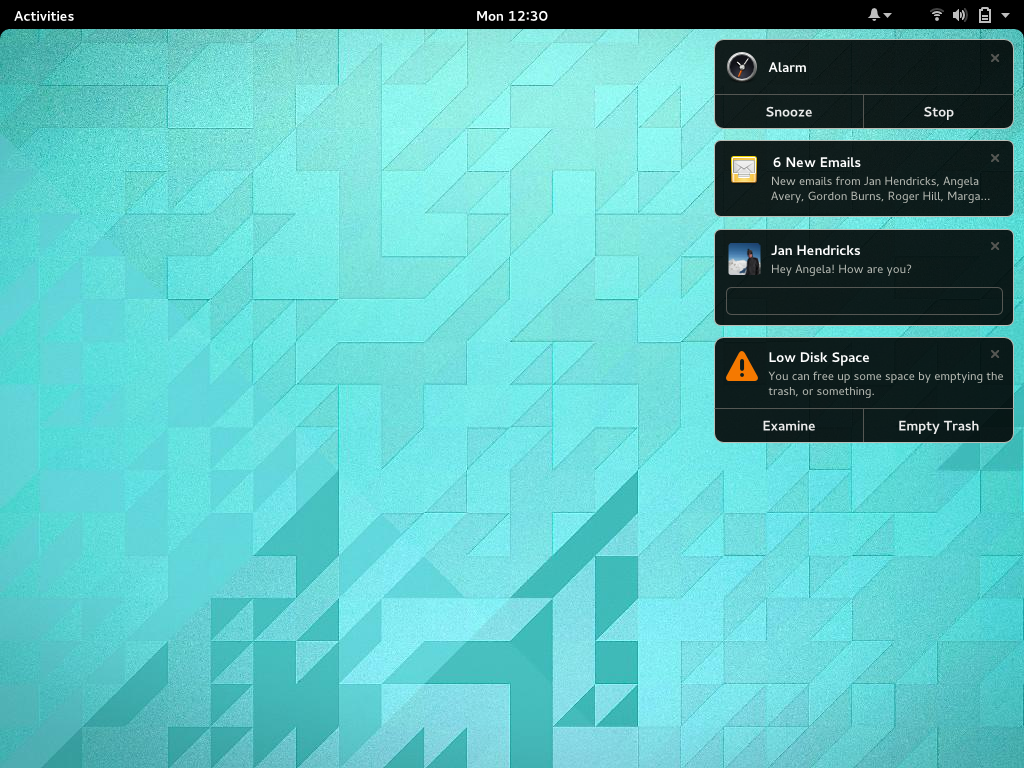 Activities
Mon 12:30
Alarm
Snooze
Stop
6 New Emails
New emails from Jan Hendricks, Angela
Avery, Gordon Burns, Roger Hill, Marga...
Jan Hendricks
Hey Angela! How are you?
Low Disk Space
You can free up some space by emptying the
trash, or something.
Examine
Empty Trash